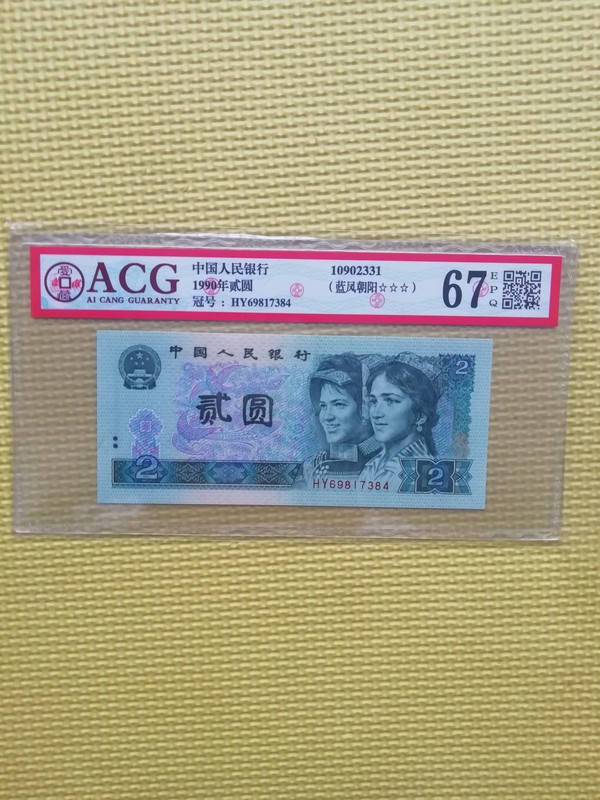 ACG
AI CANG GUARANTY
中国人民银行
1990年贰圆
冠号：HY69817384
10902331
（蓝凤朝阳☆☆☆）
67
EPQ
中国人民银行
贰圆
2
2
2
HY69817384